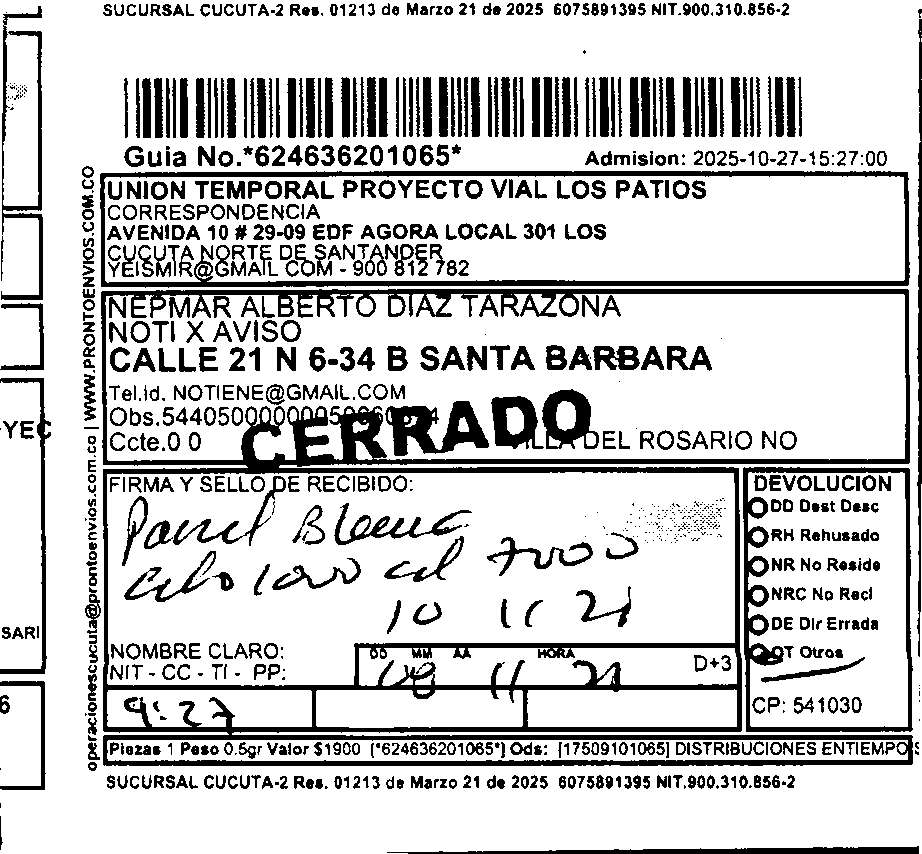 SUCURSAL CUCUTA-2 Res. 01213 de Marzo 21 de 2025 6075891395 NIT.900.310.856-2
Guia No.*624636201065*
Admision: 2025-10-27-15:27:00
operacionescucuta@prontoenvios.com.co | WWW.PRONTOENVIOS.COM.CO
UNION TEMPORAL PROYECTO VIAL LOS PATIOS
CORRESPONDENCIA
AVENIDA 10 # 29-09 EDF AGORA LOCAL 301 LOS
CUCUTA NORTE DE SANTANDER
YEISMIR@GMAIL COM - 900 812 782
NEPMAR ALBERTO DIAZ TARAZONA
NOTI X AVISO
CALLE 21 N 6-34 B SANTA BARBARA
Tel.Id. NOTIENE@GMAIL.COM
CERRADO
Ccte.0 0
VILLA DEL ROSARIO NO
FIRMA Y SELLO DE RECIBIDO:
Pared Blanca
10 11 21
NOMBRE CLARO:
NIT - CC - TI - PP:
DD MM AA HORA
08 11 21
D+3
9:27
DEVOLUCION
DD Dest Desc
RH Rehusado
NR No Reside
NRC No Recl
DE Dir Errada
OT Otros
CP: 541030
Piezas 1 Peso 0.5gr Valor $1900 [*624636201065*] Ods: [17509101065] DISTRIBUCIONES ENTIEMPO S
SUCURSAL CUCUTA-2 Res. 01213 de Marzo 21 de 2025 6075891395 NIT.900.310.856-2
-YEC
SARI
6